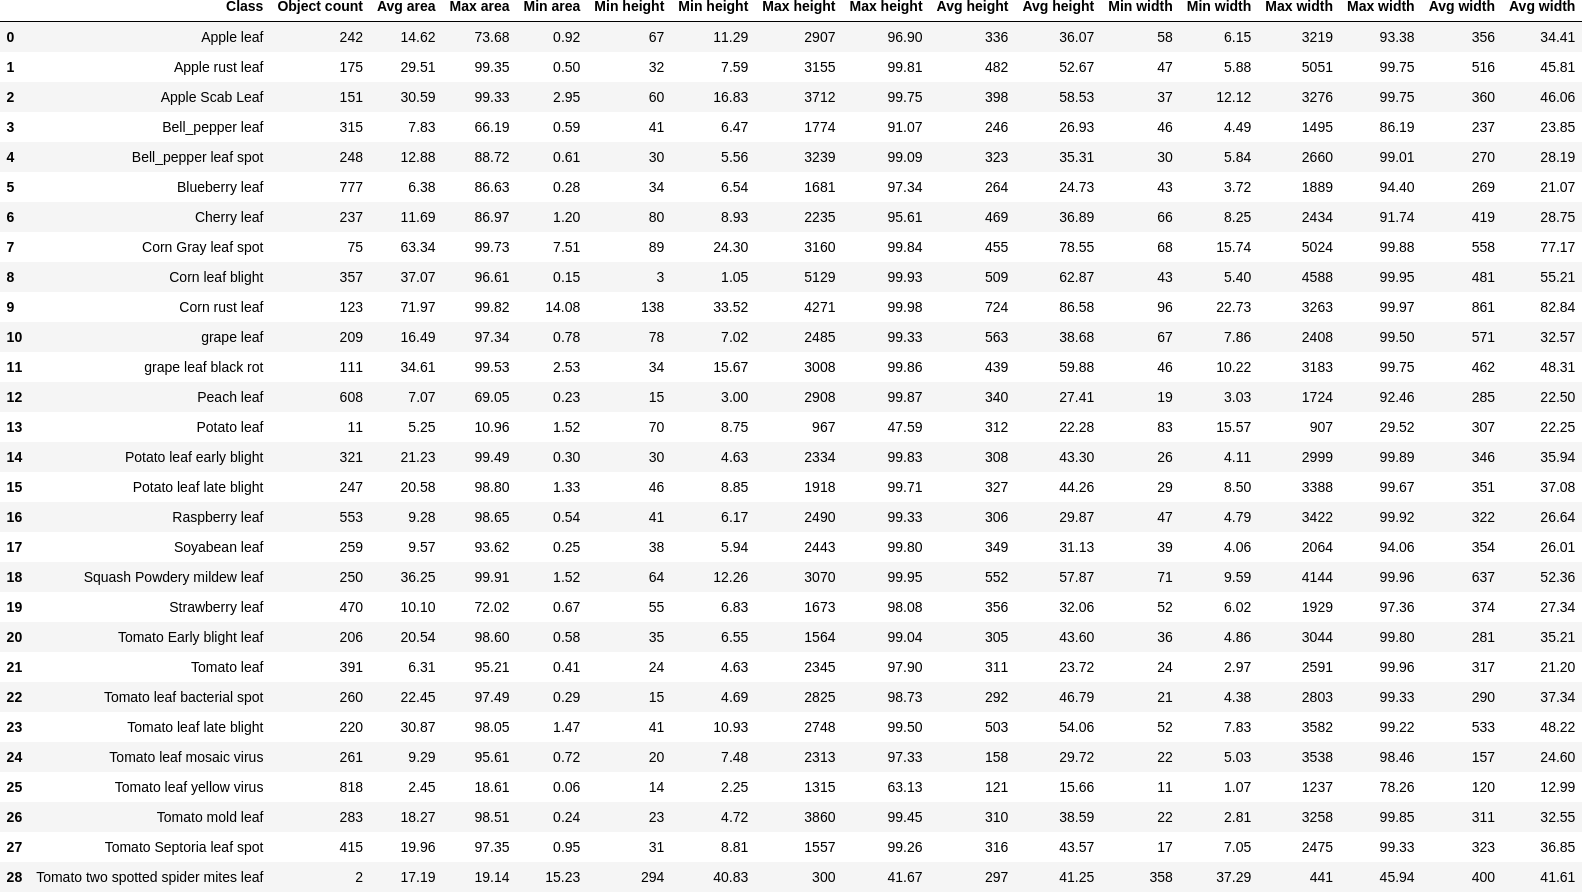 Class Object count Avg area Max area Min area Min height Min height Max height Max height Avg height Avg height Min width Min width Max width Max width Avg width Avg width
0 Apple leaf 242 14.62 73.68 0.92 67 11.29 2907 96.90 336 36.07 58 6.15 3219 93.38 356 34.41
1 Apple rust leaf 175 29.51 99.35 0.50 32 7.59 3155 99.81 482 52.67 47 5.88 5051 99.75 516 45.81
2 Apple Scab Leaf 151 30.59 99.33 2.95 60 16.83 3712 99.75 398 58.53 37 12.12 3276 99.75 360 46.06
3 Bell_pepper leaf 315 7.83 66.19 0.59 41 6.47 1774 91.07 246 26.93 46 4.49 1495 86.19 237 23.85
4 Bell_pepper leaf spot 248 12.88 88.72 0.61 30 5.56 3239 99.09 323 35.31 30 5.84 2660 99.01 270 28.19
5 Blueberry leaf 777 6.38 86.63 0.28 34 6.54 1681 97.34 264 24.73 43 3.72 1889 94.40 269 21.07
6 Cherry leaf 237 11.69 86.97 1.20 80 8.93 2235 95.61 469 36.89 66 8.25 2434 91.74 419 28.75
7 Corn Gray leaf spot 75 63.34 99.73 7.51 89 24.30 3160 99.84 455 78.55 68 15.74 5024 99.88 558 77.17
8 Corn leaf blight 357 37.07 96.61 0.15 3 1.05 5129 99.93 509 62.87 43 5.40 4588 99.95 481 55.21
9 Corn rust leaf 123 71.97 99.82 14.08 138 33.52 4271 99.98 724 86.58 96 22.73 3263 99.97 861 82.84
10 grape leaf 209 16.49 97.34 0.78 78 7.02 2485 99.33 563 38.68 67 7.86 2408 99.50 571 32.57
11 grape leaf black rot 111 34.61 99.53 2.53 34 15.67 3008 99.86 439 59.88 46 10.22 3183 99.75 462 48.31
12 Peach leaf 608 7.07 69.05 0.23 15 3.00 2908 99.87 340 27.41 19 3.03 1724 92.46 285 22.50
13 Potato leaf 11 5.25 10.96 1.52 70 8.75 967 47.59 312 22.28 83 15.57 907 29.52 307 22.25
14 Potato leaf early blight 321 21.23 99.49 0.30 30 4.63 2334 99.83 308 43.30 26 4.11 2999 99.89 346 35.94
15 Potato leaf late blight 247 20.58 98.80 1.33 46 8.85 1918 99.71 327 44.26 29 8.50 3388 99.67 351 37.08
16 Raspberry leaf 553 9.28 98.65 0.54 41 6.17 2490 99.33 306 29.87 47 4.79 3422 99.92 322 26.64
17 Soyabean leaf 259 9.57 93.62 0.25 38 5.94 2443 99.80 349 31.13 39 4.06 2064 94.06 354 26.01
18 Squash Powdery mildew leaf 250 36.25 99.91 1.52 64 12.26 3070 99.95 552 57.87 71 9.59 4144 99.96 637 52.36
19 Strawberry leaf 470 10.10 72.02 0.67 55 6.83 1673 98.08 356 32.06 52 6.02 1929 97.36 374 27.34
20 Tomato Early blight leaf 206 20.54 98.60 0.58 35 6.55 1564 99.04 305 43.60 36 4.86 3044 99.80 281 35.21
21 Tomato leaf 391 6.31 95.21 0.41 24 4.63 2345 97.90 311 23.72 24 2.97 2591 99.96 317 21.20
22 Tomato leaf bacterial spot 260 22.45 97.49 0.29 15 4.69 2825 98.73 292 46.79 21 4.38 2803 99.33 290 37.34
23 Tomato leaf late blight 220 30.87 98.05 1.47 41 10.93 2748 99.50 503 54.06 52 7.83 3582 99.22 533 48.22
24 Tomato leaf mosaic virus 261 9.29 95.61 0.72 20 7.48 2313 97.33 158 29.72 22 5.03 3538 98.46 157 24.60
25 Tomato leaf yellow virus 818 2.45 18.61 0.06 14 2.25 1315 63.13 121 15.66 11 1.07 1237 78.26 120 12.99
26 Tomato mold leaf 283 18.27 98.51 0.24 23 4.72 3860 99.45 310 38.59 22 2.81 3258 99.85 311 32.55
27 Tomato Septoria leaf spot 415 19.96 97.35 0.95 31 8.81 1557 99.26 316 43.57 17 7.05 2475 99.33 323 36.85
28 Tomato two spotted spider mites leaf 2 17.19 19.14 15.23 294 40.83 300 41.67 297 41.25 358 37.29 441 45.94 400 41.61